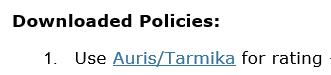 Downloaded Policies:
1. Use Auris/Tarmika for rating